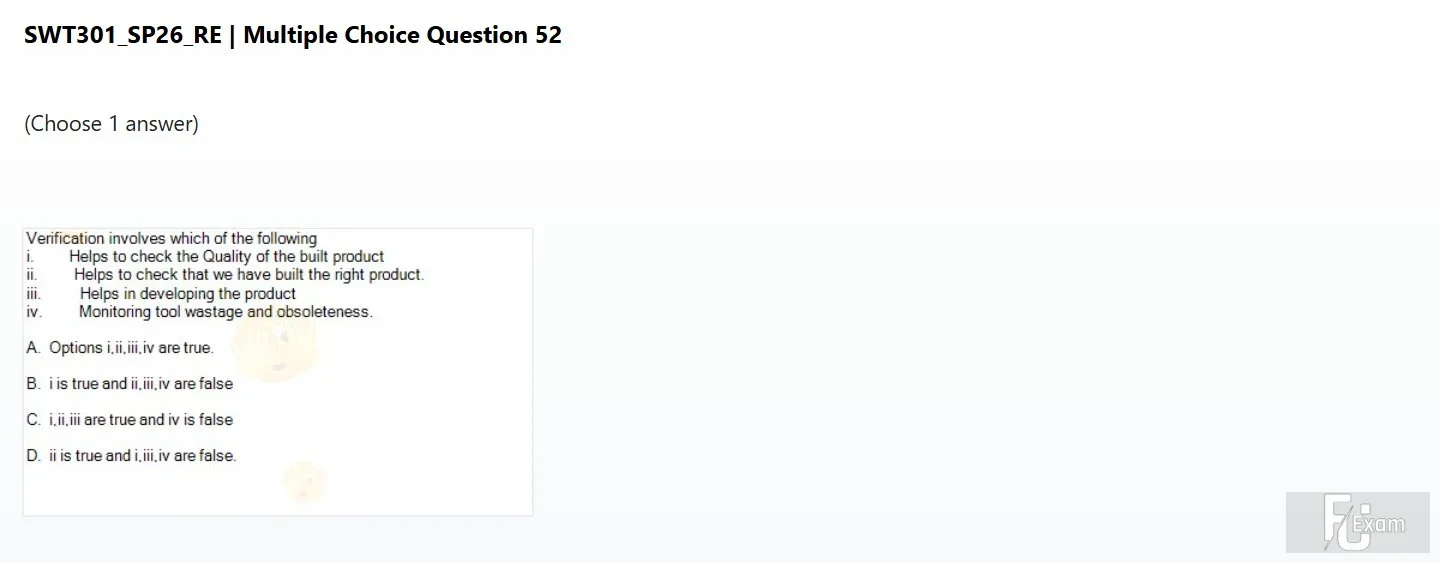 SWT301_SP26_RE | Multiple Choice Question 52
(Choose 1 answer)
Verification involves which of the following
i. Helps to check the Quality of the built product
ii. Helps to check that we have built the right product.
iii. Helps in developing the product
iv. Monitoring tool wastage and obsoleteness.
A. Options i,ii,iii,iv are true.
B. i is true and ii,iii,iv are false
C. i,ii,iii are true and iv is false
D. ii is true and i,iii,iv are false.
FU Exam